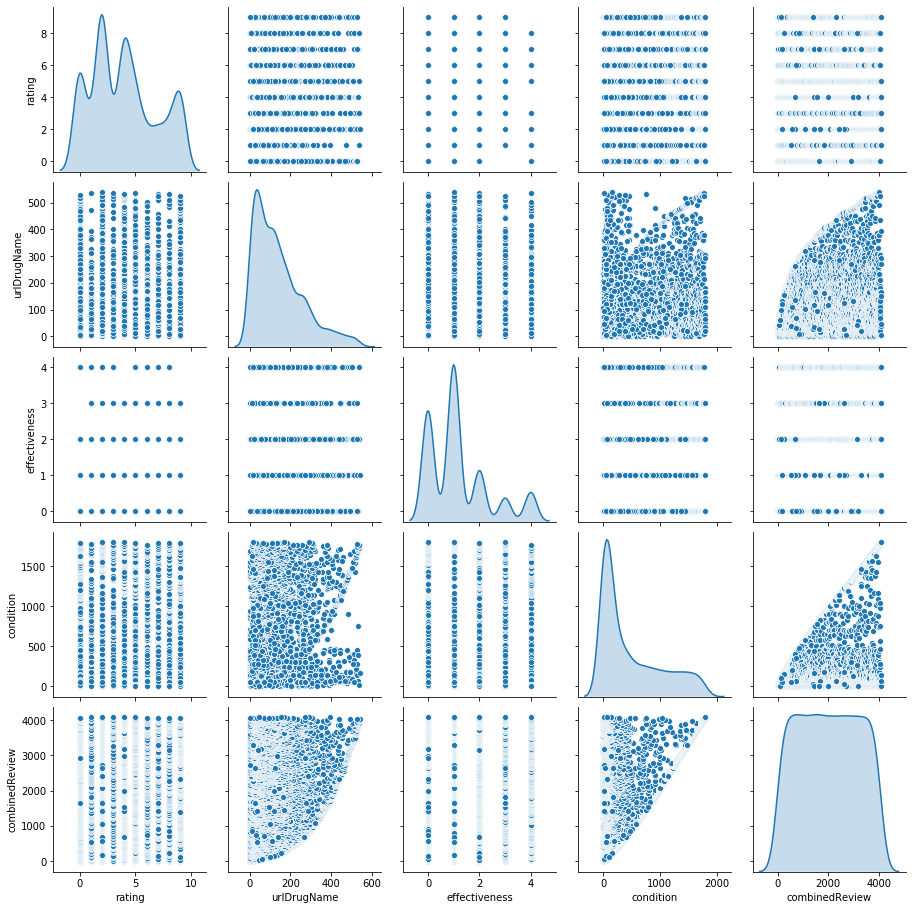 8
6
4
2
0
rating
500
400
300
200
100
0
urlDrugName
4
3
2
1
0
effectiveness
1500
1000
500
0
condition
4000
3000
2000
1000
0
combinedReview
0 5 10
0 200 400 600
0 2 4
0 1000 2000
0 2000 4000
rating urlDrugName effectiveness condition combinedReview